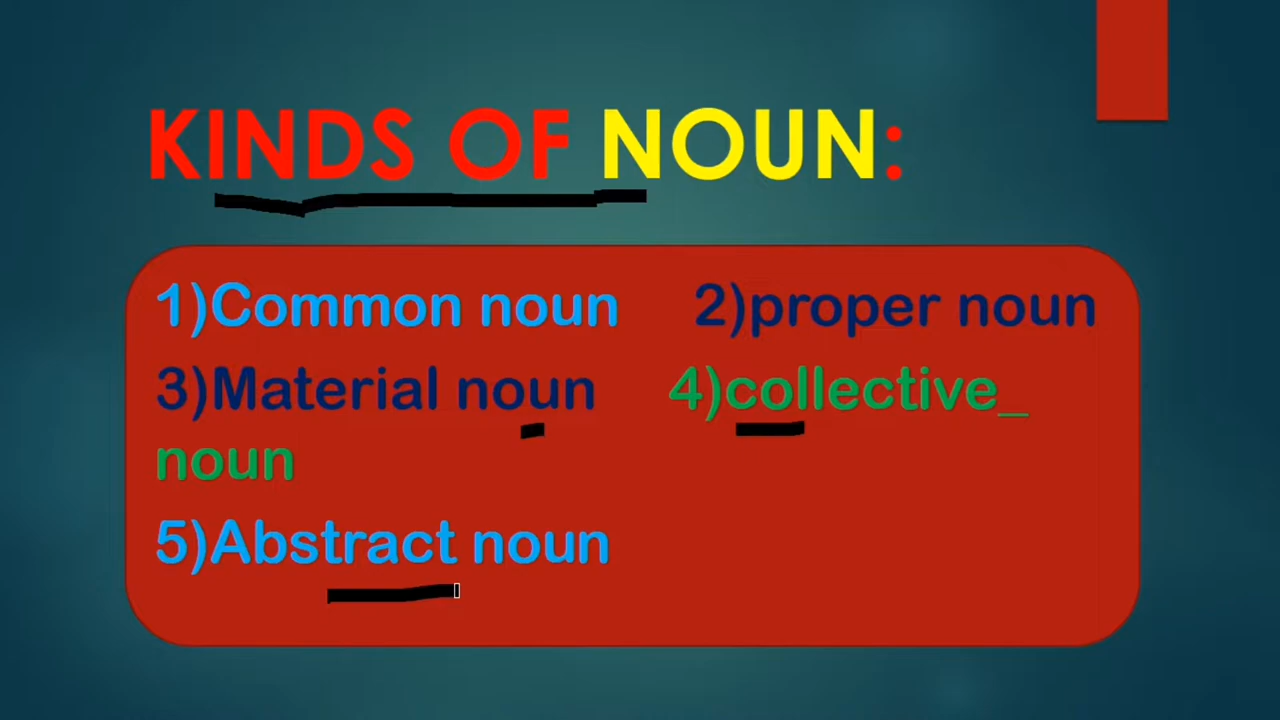 KINDS OF NOUN:
1)Common noun 2)proper noun
3)Material noun 4)collective_
noun
5)Abstract noun